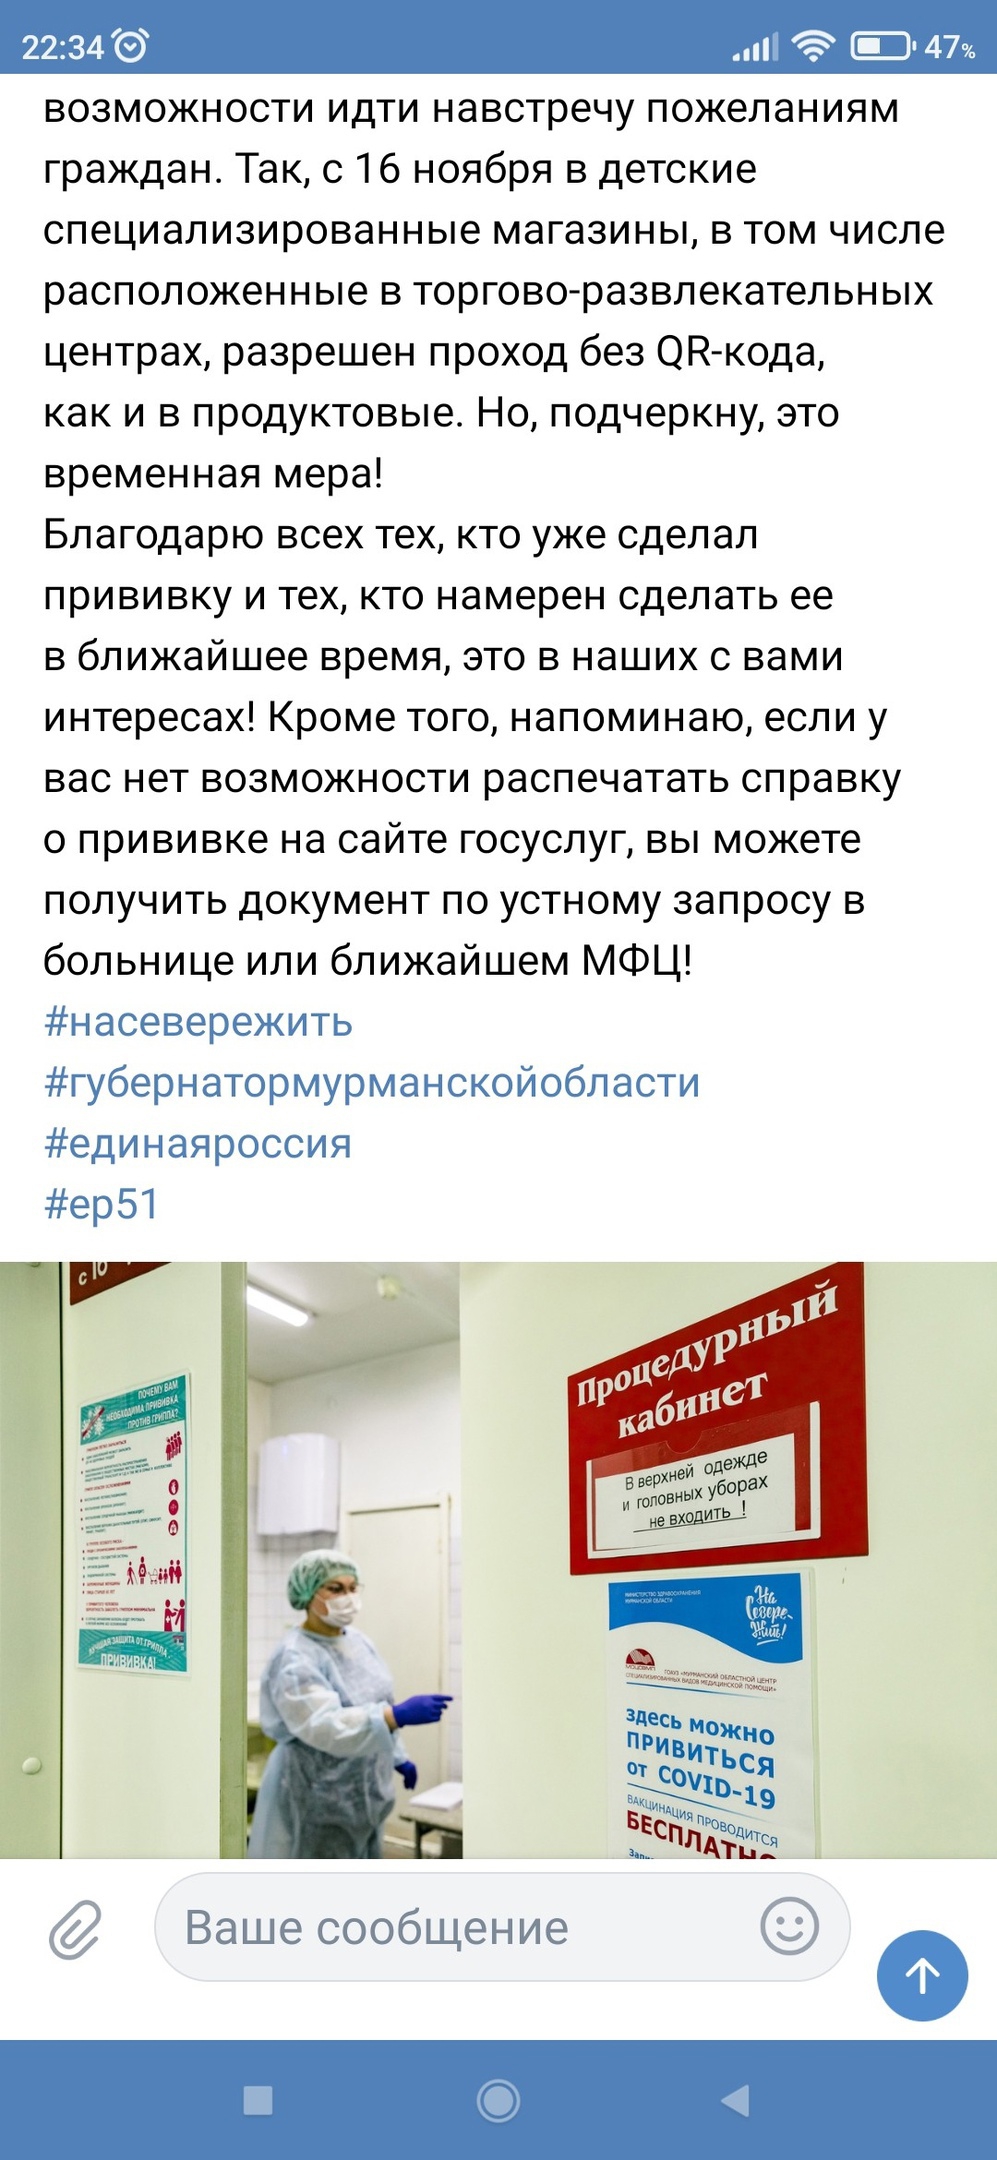 22:34
47%
возможности идти навстречу пожеланиям
граждан. Так, с 16 ноября в детские
специализированные магазины, в том числе
расположенные в торгово-развлекательных
центрах, разрешен проход без QR-кода,
как и в продуктовые. Но, подчеркну, это
временная мера!
Благодарю всех тех, кто уже сделал
прививку и тех, кто намерен сделать ее
в ближайшее время, это в наших с вами
интересах! Кроме того, напоминаю, если у
вас нет возможности распечатать справку
о прививке на сайте госуслуг, вы можете
получить документ по устному запросу в
больнице или ближайшем МФЦ!
#насевережить
#губернатормурманскойобласти
#единаяроссия
#ер51
с 10
ПОЧЕМУ ВАМ
НЕОБХОДИМА ПРИВИВКА
ПРОТИВ ГРИППА?
ЛУЧШАЯ ЗАЩИТА ОТ ГРИППА -
ПРИВИВКА!
Процедурный
кабинет
В верхней одежде
и головных уборах
не входить !
МИНИСТЕРСТВО ЗДРАВООХРАНЕНИЯ
МУРМАНСКОЙ ОБЛАСТИ
На
Севере-
Жить!
ГОАУЗ «МУРМАНСКИЙ ОБЛАСТНОЙ ЦЕНТР
СПЕЦИАЛИЗИРОВАННЫХ ВИДОВ МЕДИЦИНСКОЙ ПОМОЩИ»
здесь можно
ПРИВИТЬСЯ
от COVID-19
ВАКЦИНАЦИЯ ПРОВОДИТСЯ
БЕСПЛАТНО
Ваше сообщение